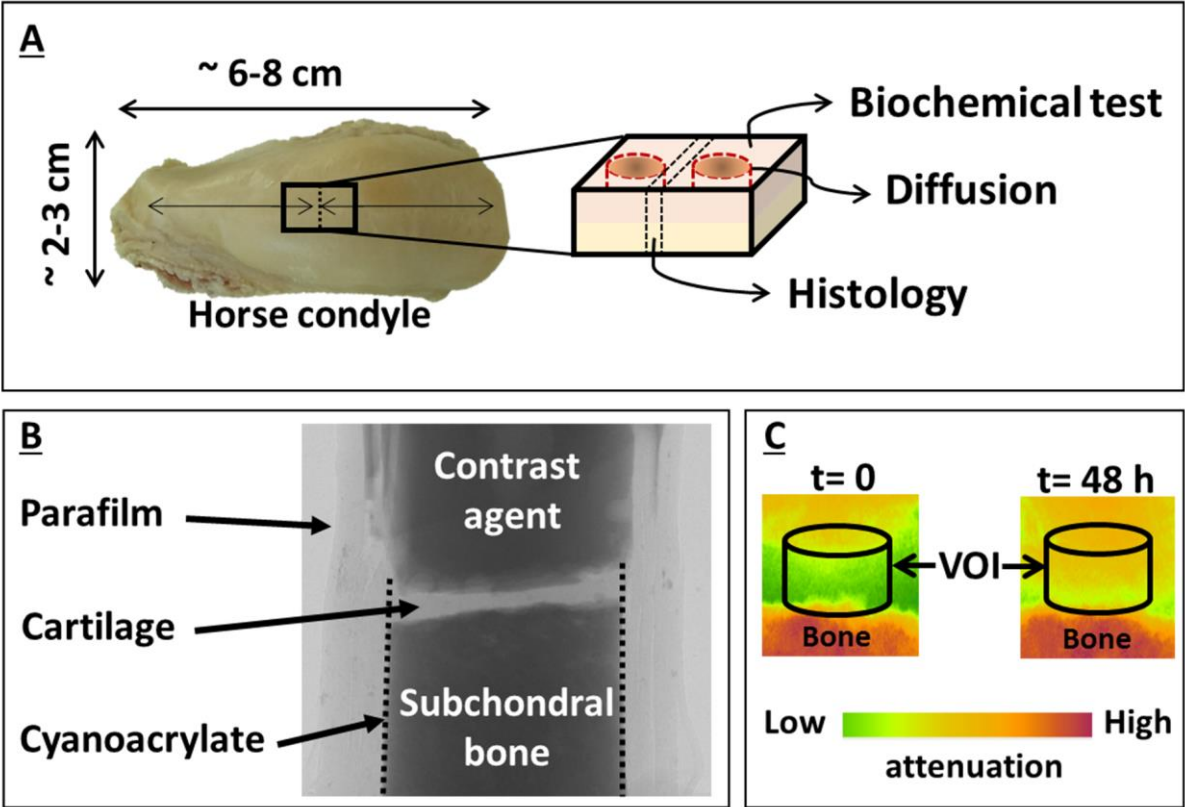 A
~ 6-8 cm
~ 2-3 cm
Horse condyle
Biochemical test
Diffusion
Histology
B
Parafilm
Cartilage
Cyanoacrylate
Contrast
agent
Subchondral
bone
C
t= 0
t= 48 h
VOI
Bone
Bone
Low
High
attenuation